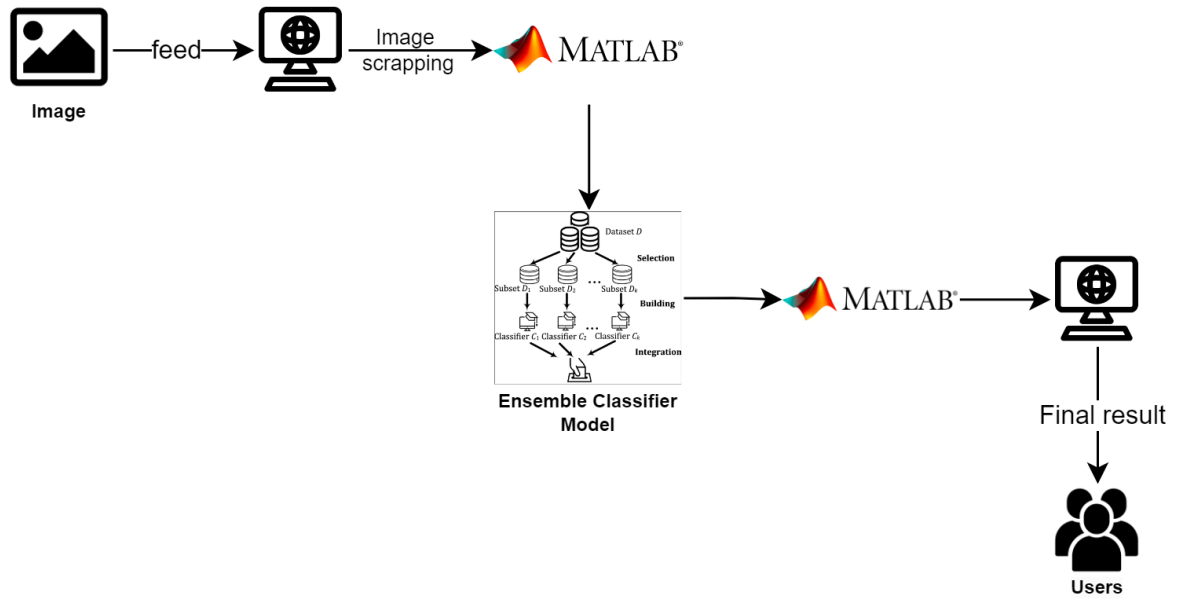 feed
Image
scrapping
MATLAB®
Image
Dataset D
Selection
Subset D₁ Subset D₂ ... Subset Dₖ
Building
Classifier C₁ Classifier C₂ ... Classifier Cₖ
Integration
Ensemble Classifier
Model
MATLAB®
Final result
Users